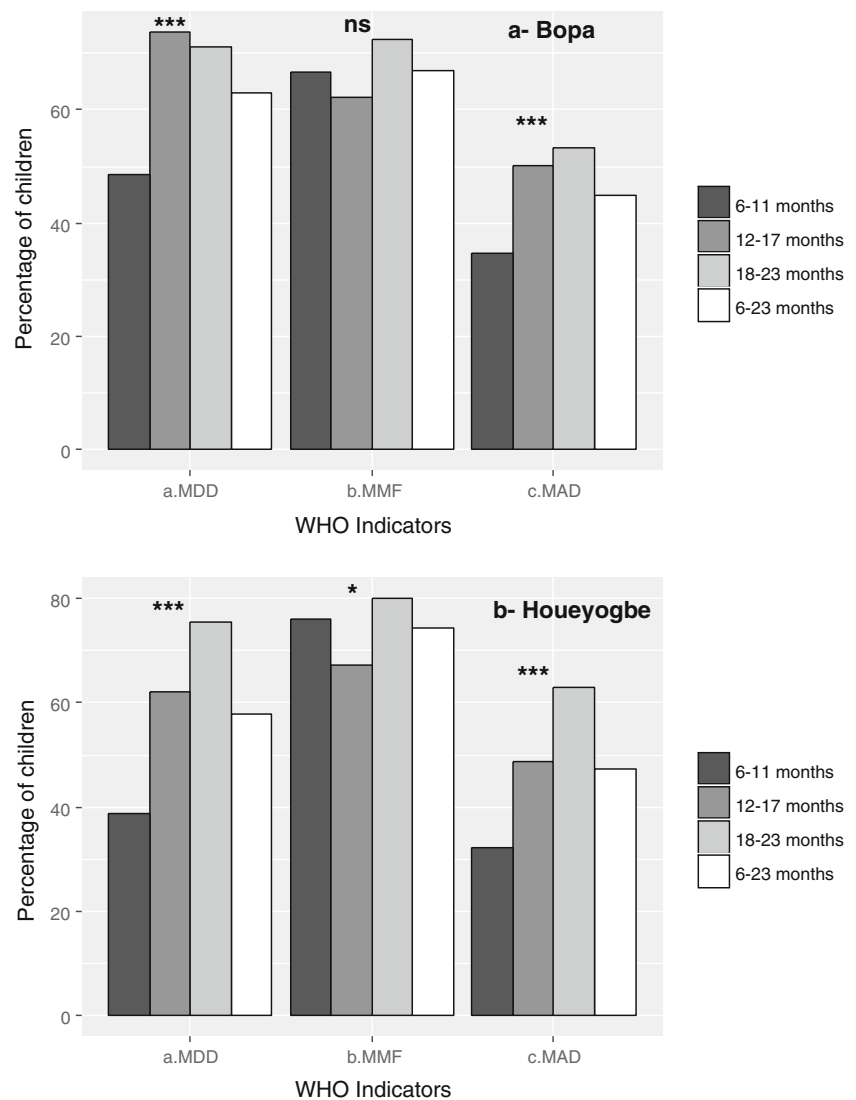 ***
ns
a- Bopa
***
60
40
20
0
Percentage of children
a.MDD
b.MMF
c.MAD
WHO Indicators
6-11 months
12-17 months
18-23 months
6-23 months
***
*
b- Houeyogbe
***
80
60
40
20
0
Percentage of children
a.MDD
b.MMF
c.MAD
WHO Indicators
6-11 months
12-17 months
18-23 months
6-23 months